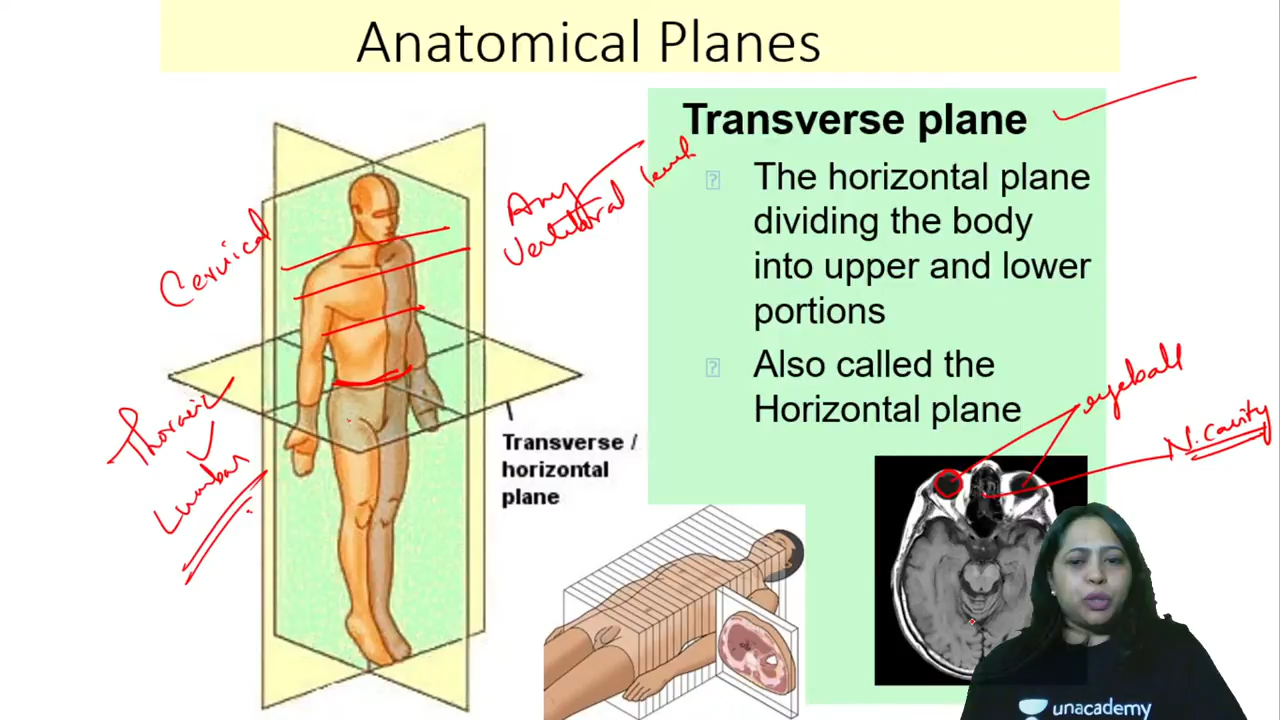 Anatomical Planes
Transverse plane
The horizontal plane
dividing the body
into upper and lower
portions
Also called the
Horizontal plane
Cervical
Any
Vertebral level
Thoracic
Lumbar
Transverse /
horizontal
plane
eyeball
N. Cavity
unacademy